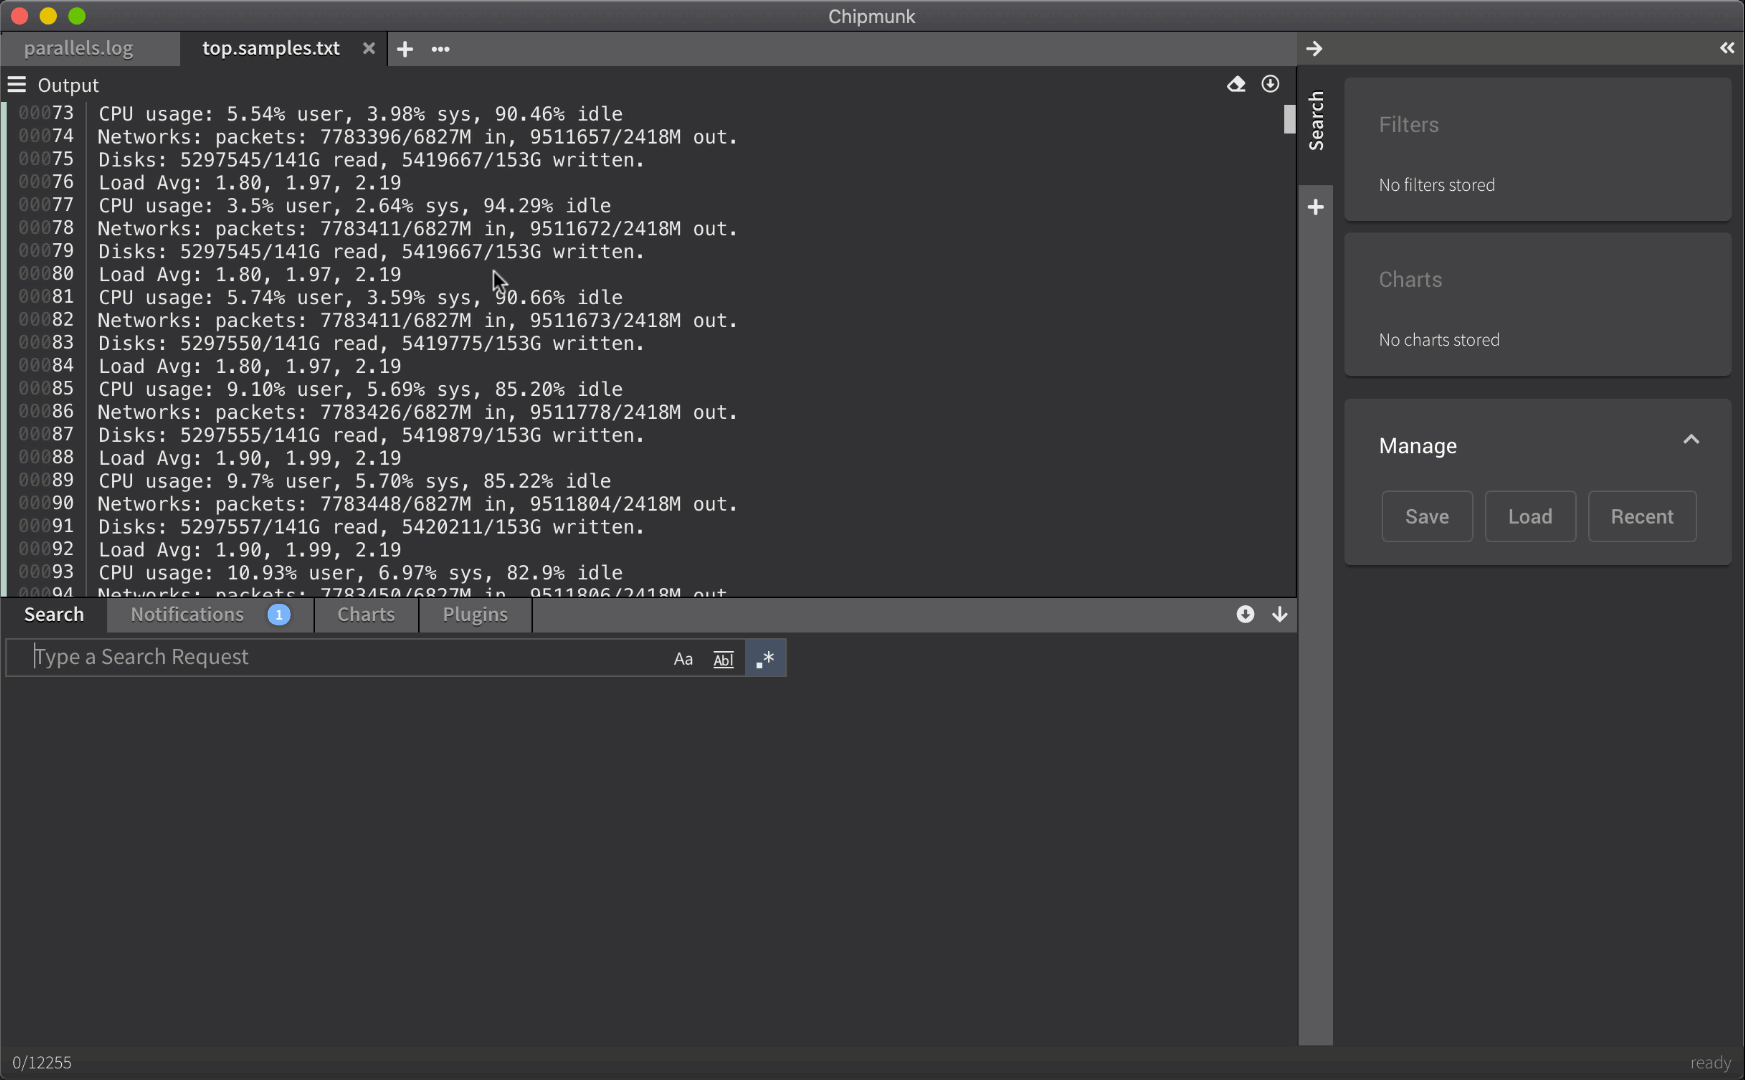 Chipmunk
parallels.log
top.samples.txt
Output
00073 CPU usage: 5.54% user, 3.98% sys, 90.46% idle
00074 Networks: packets: 7783396/6827M in, 9511657/2418M out.
00075 Disks: 5297545/141G read, 5419667/153G written.
00076 Load Avg: 1.80, 1.97, 2.19
00077 CPU usage: 3.5% user, 2.64% sys, 94.29% idle
00078 Networks: packets: 7783411/6827M in, 9511672/2418M out.
00079 Disks: 5297545/141G read, 5419667/153G written.
00080 Load Avg: 1.80, 1.97, 2.19
00081 CPU usage: 5.74% user, 3.59% sys, 90.66% idle
00082 Networks: packets: 7783411/6827M in, 9511673/2418M out.
00083 Disks: 5297550/141G read, 5419775/153G written.
00084 Load Avg: 1.80, 1.97, 2.19
00085 CPU usage: 9.10% user, 5.69% sys, 85.20% idle
00086 Networks: packets: 7783426/6827M in, 9511778/2418M out.
00087 Disks: 5297555/141G read, 5419879/153G written.
00088 Load Avg: 1.90, 1.99, 2.19
00089 CPU usage: 9.7% user, 5.70% sys, 85.22% idle
00090 Networks: packets: 7783448/6827M in, 9511804/2418M out.
00091 Disks: 5297557/141G read, 5420211/153G written.
00092 Load Avg: 1.90, 1.99, 2.19
00093 CPU usage: 10.93% user, 6.97% sys, 82.9% idle
00094 Networks: packets: 7783450/6827M in, 9511806/2418M out.
Search
Notifications 1
Charts
Plugins
Type a Search Request
Aa
Ab|
.*
Search
Filters
No filters stored
Charts
No charts stored
Manage
Save
Load
Recent
0/12255
ready